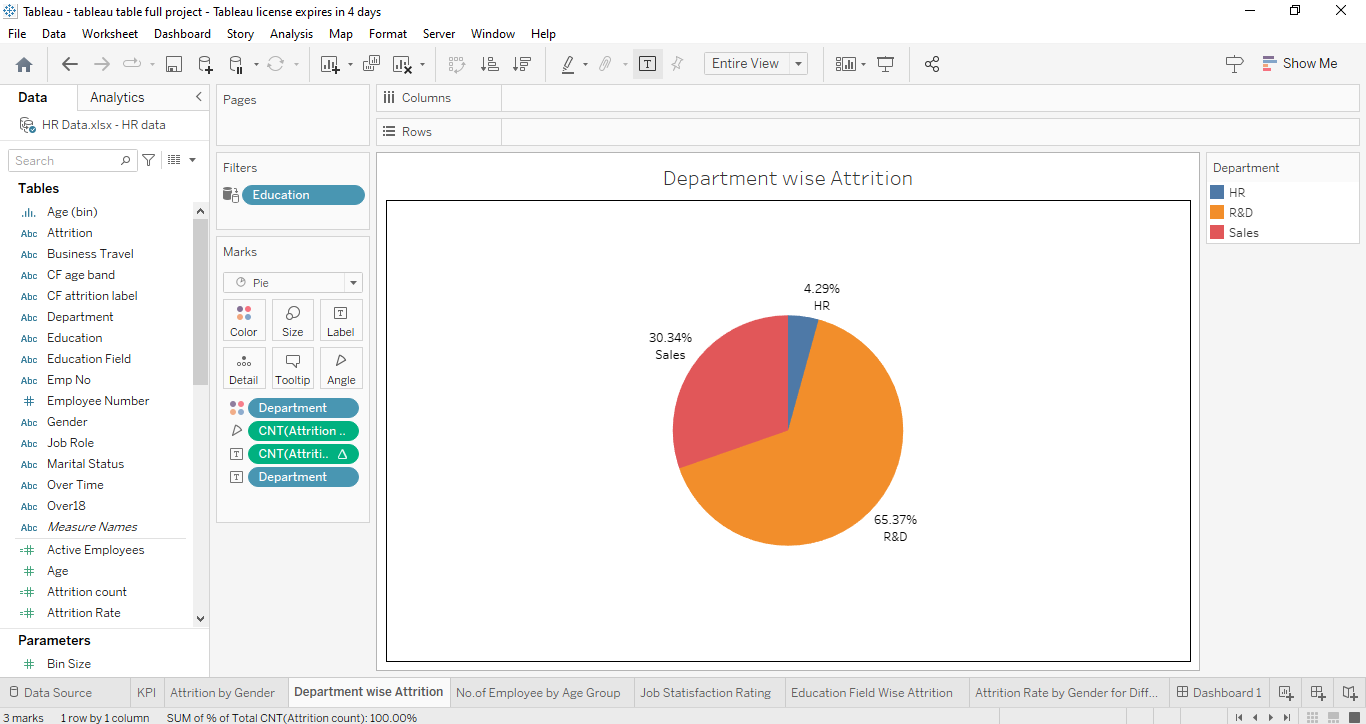 Tableau - tableau table full project - Tableau license expires in 4 days
File Data Worksheet Dashboard Story Analysis Map Format Server Window Help
Entire View
Show Me
Data Analytics
HR Data.xlsx - HR data
Search
Tables
Age (bin)
Abc Attrition
Abc Business Travel
Abc CF age band
Abc CF attrition label
Abc Department
Abc Education
Abc Education Field
Abc Emp No
# Employee Number
Abc Gender
Abc Job Role
Abc Marital Status
Abc Over Time
Abc Over18
Abc Measure Names
=# Active Employees
# Age
=# Attrition count
=# Attrition Rate
Parameters
# Bin Size
Pages
Filters
Education
Marks
Pie
Color Size Label
Detail Tooltip Angle
Department
CNT(Attrition ..
CNT(Attriti.. Δ
Department
Columns
Rows
Department wise Attrition
4.29%
HR
30.34%
Sales
65.37%
R&D
Department
HR
R&D
Sales
Data Source KPI Attrition by Gender Department wise Attrition No.of Employee by Age Group Job Statisfaction Rating Education Field Wise Attrition Attrition Rate by Gender for Diff... Dashboard 1
3 marks 1 row by 1 column SUM of % of Total CNT(Attrition count): 100.00%